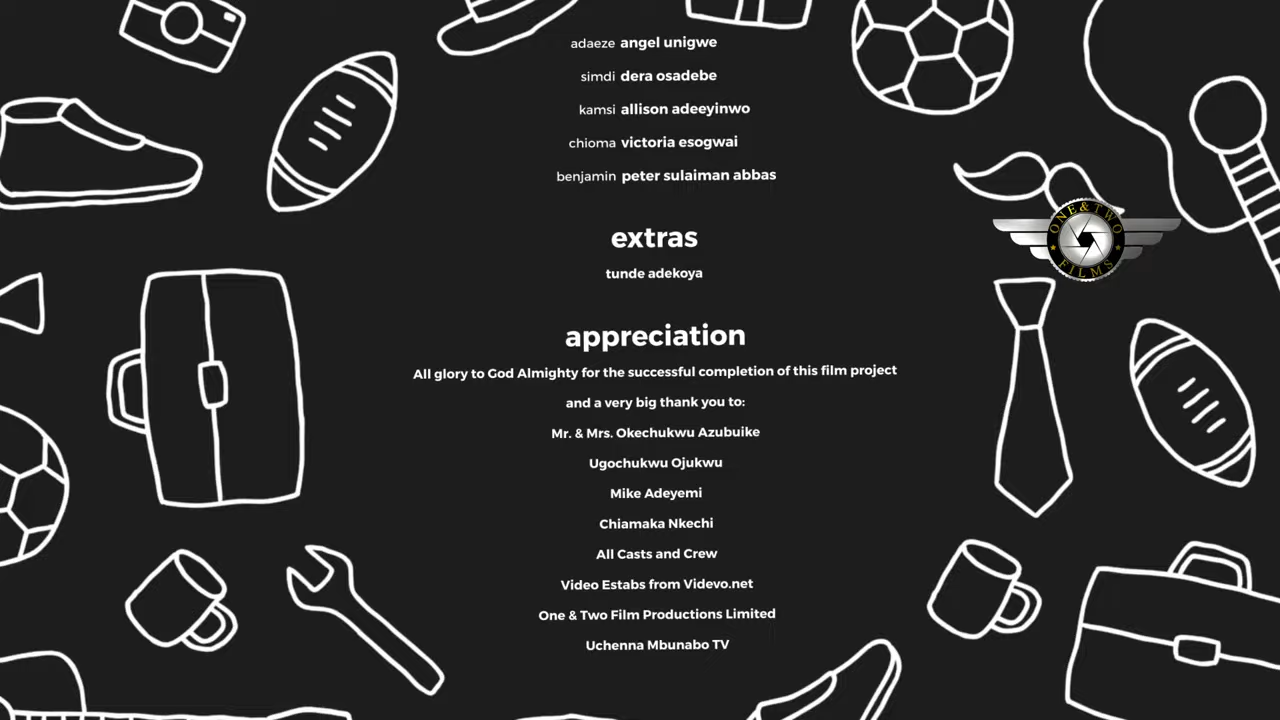 adaeze angel unigwe
simdi dera osadebe
kamsi allison adeeyinwo
chioma victoria esogwai
benjamin peter sulaiman abbas
extras
tunde adekoya
ONE & TWO
FILMS
appreciation
All glory to God Almighty for the successful completion of this film project
and a very big thank you to:
Mr. & Mrs. Okechukwu Azubuike
Ugochukwu Ojukwu
Mike Adeyemi
Chiamaka Nkechi
All Casts and Crew
Video Estabs from Videvo.net
One & Two Film Productions Limited
Uchenna Mbunabo TV